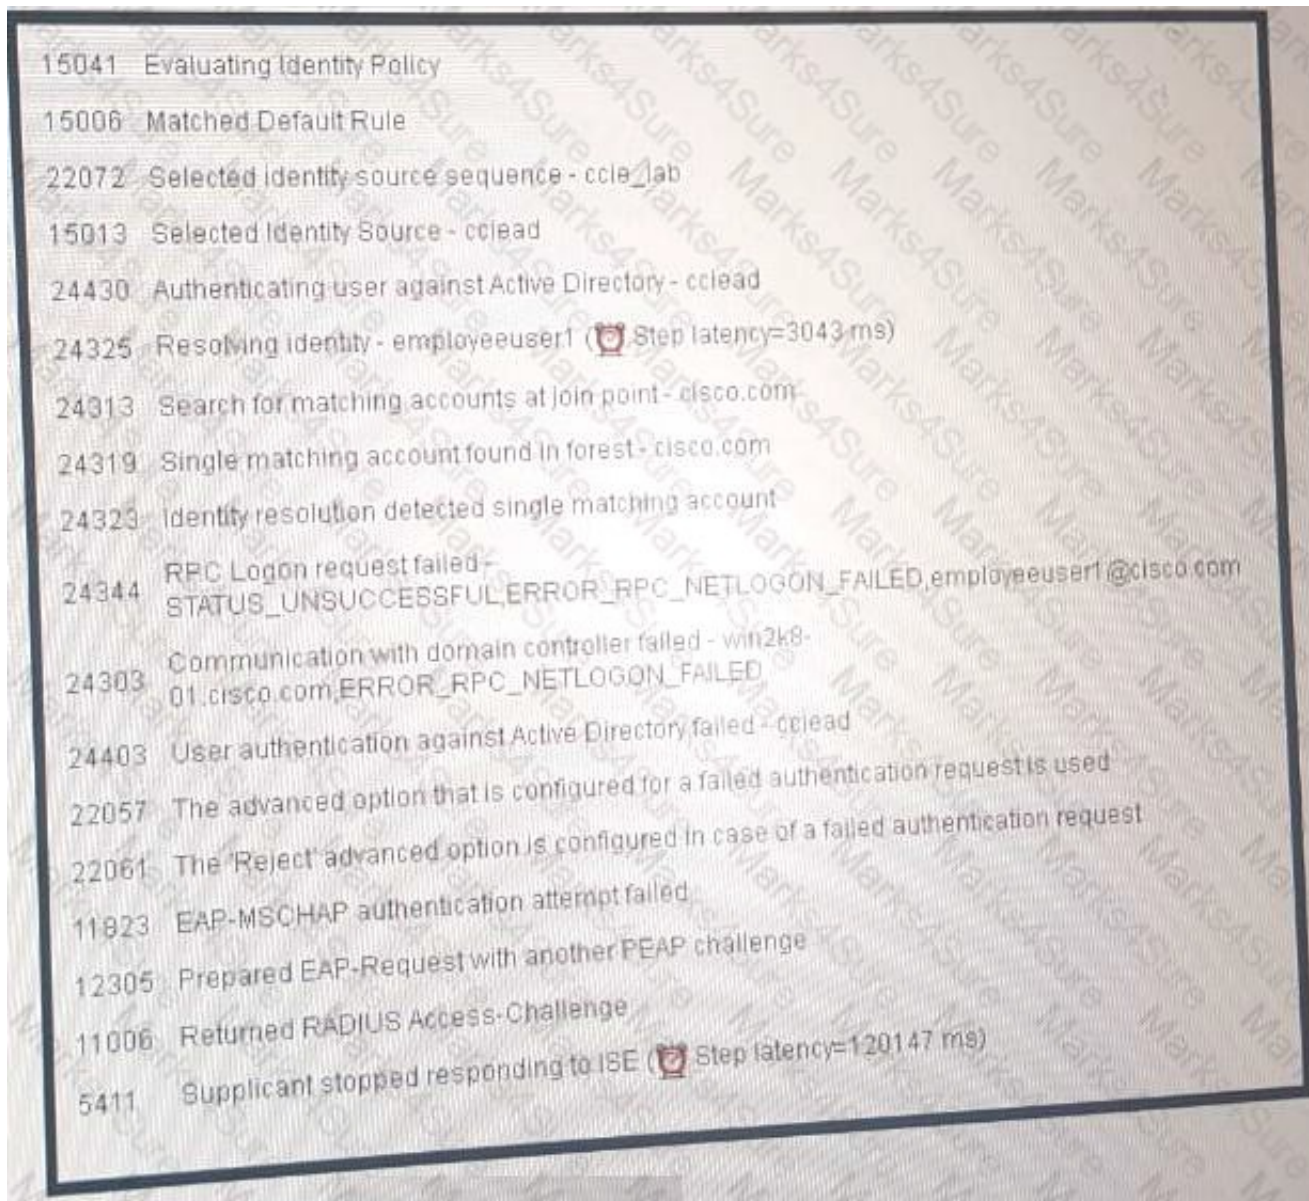 15041 Evaluating Identity Policy
15006 Matched Default Rule
22072 Selected identity source sequence - ccie_lab
15013 Selected Identity Source - cciead
24430 Authenticating user against Active Directory - cciead
24325 Resolving identity - employeeuser1 (Step latency=3043 ms)
24313 Search for matching accounts at join point - cisco.com
24319 Single matching account found in forest - cisco.com
24323 Identity resolution detected single matching account
24344 RPC Logon request failed -
STATUS_UNSUCCESSFUL,ERROR_RPC_NETLOGON_FAILED,employeeuser1@cisco.com
24303 Communication with domain controller failed - win2k8-
01.cisco.com,ERROR_RPC_NETLOGON_FAILED
24403 User authentication against Active Directory failed - cciead
22057 The advanced option that is configured for a failed authentication request is used
22061 The 'Reject' advanced option is configured in case of a failed authentication request
11823 EAP-MSCHAP authentication attempt failed
12305 Prepared EAP-Request with another PEAP challenge
11006 Returned RADIUS Access-Challenge
5411 Supplicant stopped responding to ISE (Step latency=120147 ms)
Marks4Sure